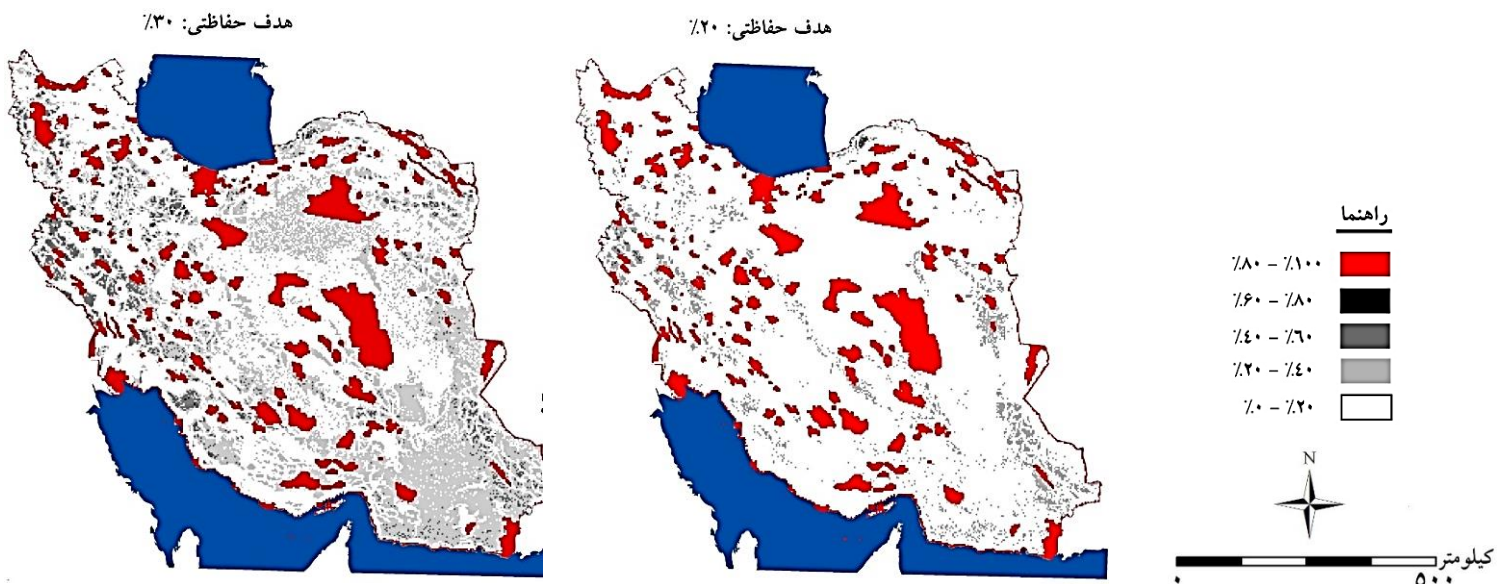 هدف حفاظتی: ۳۰٪
هدف حفاظتی: ۲۰٪
راهنما
٪۸۰ – ٪۱۰۰
٪۶۰ – ٪۸۰
٪۴۰ – ٪۶۰
٪۲۰ – ٪۴۰
٪۰ – ٪۲۰
N
کیلومتر
۰ ۵۰۰